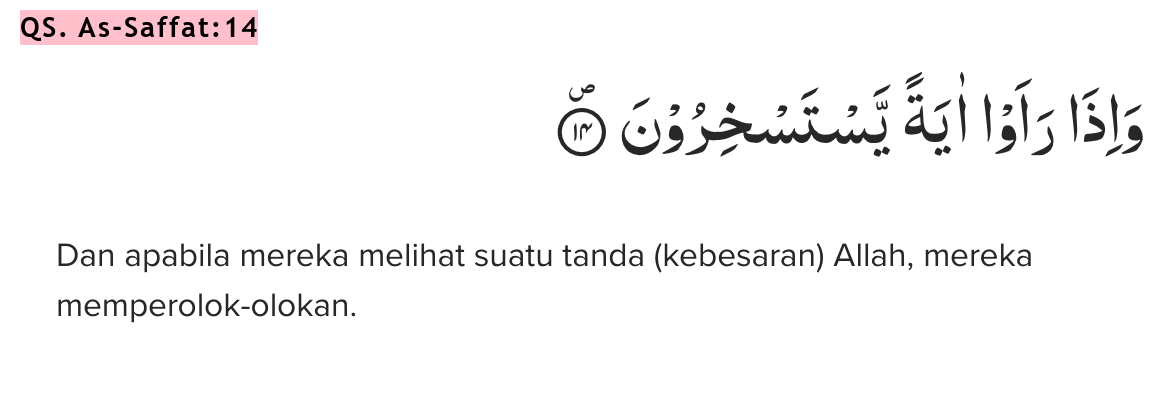 QS. As-Saffat:14
وَاِذَا رَاَوْا اٰيَةً يَّسْتَسْخِرُوْنَ ۖ ١٤
Dan apabila mereka melihat suatu tanda (kebesaran) Allah, mereka
memperolok-olokan.